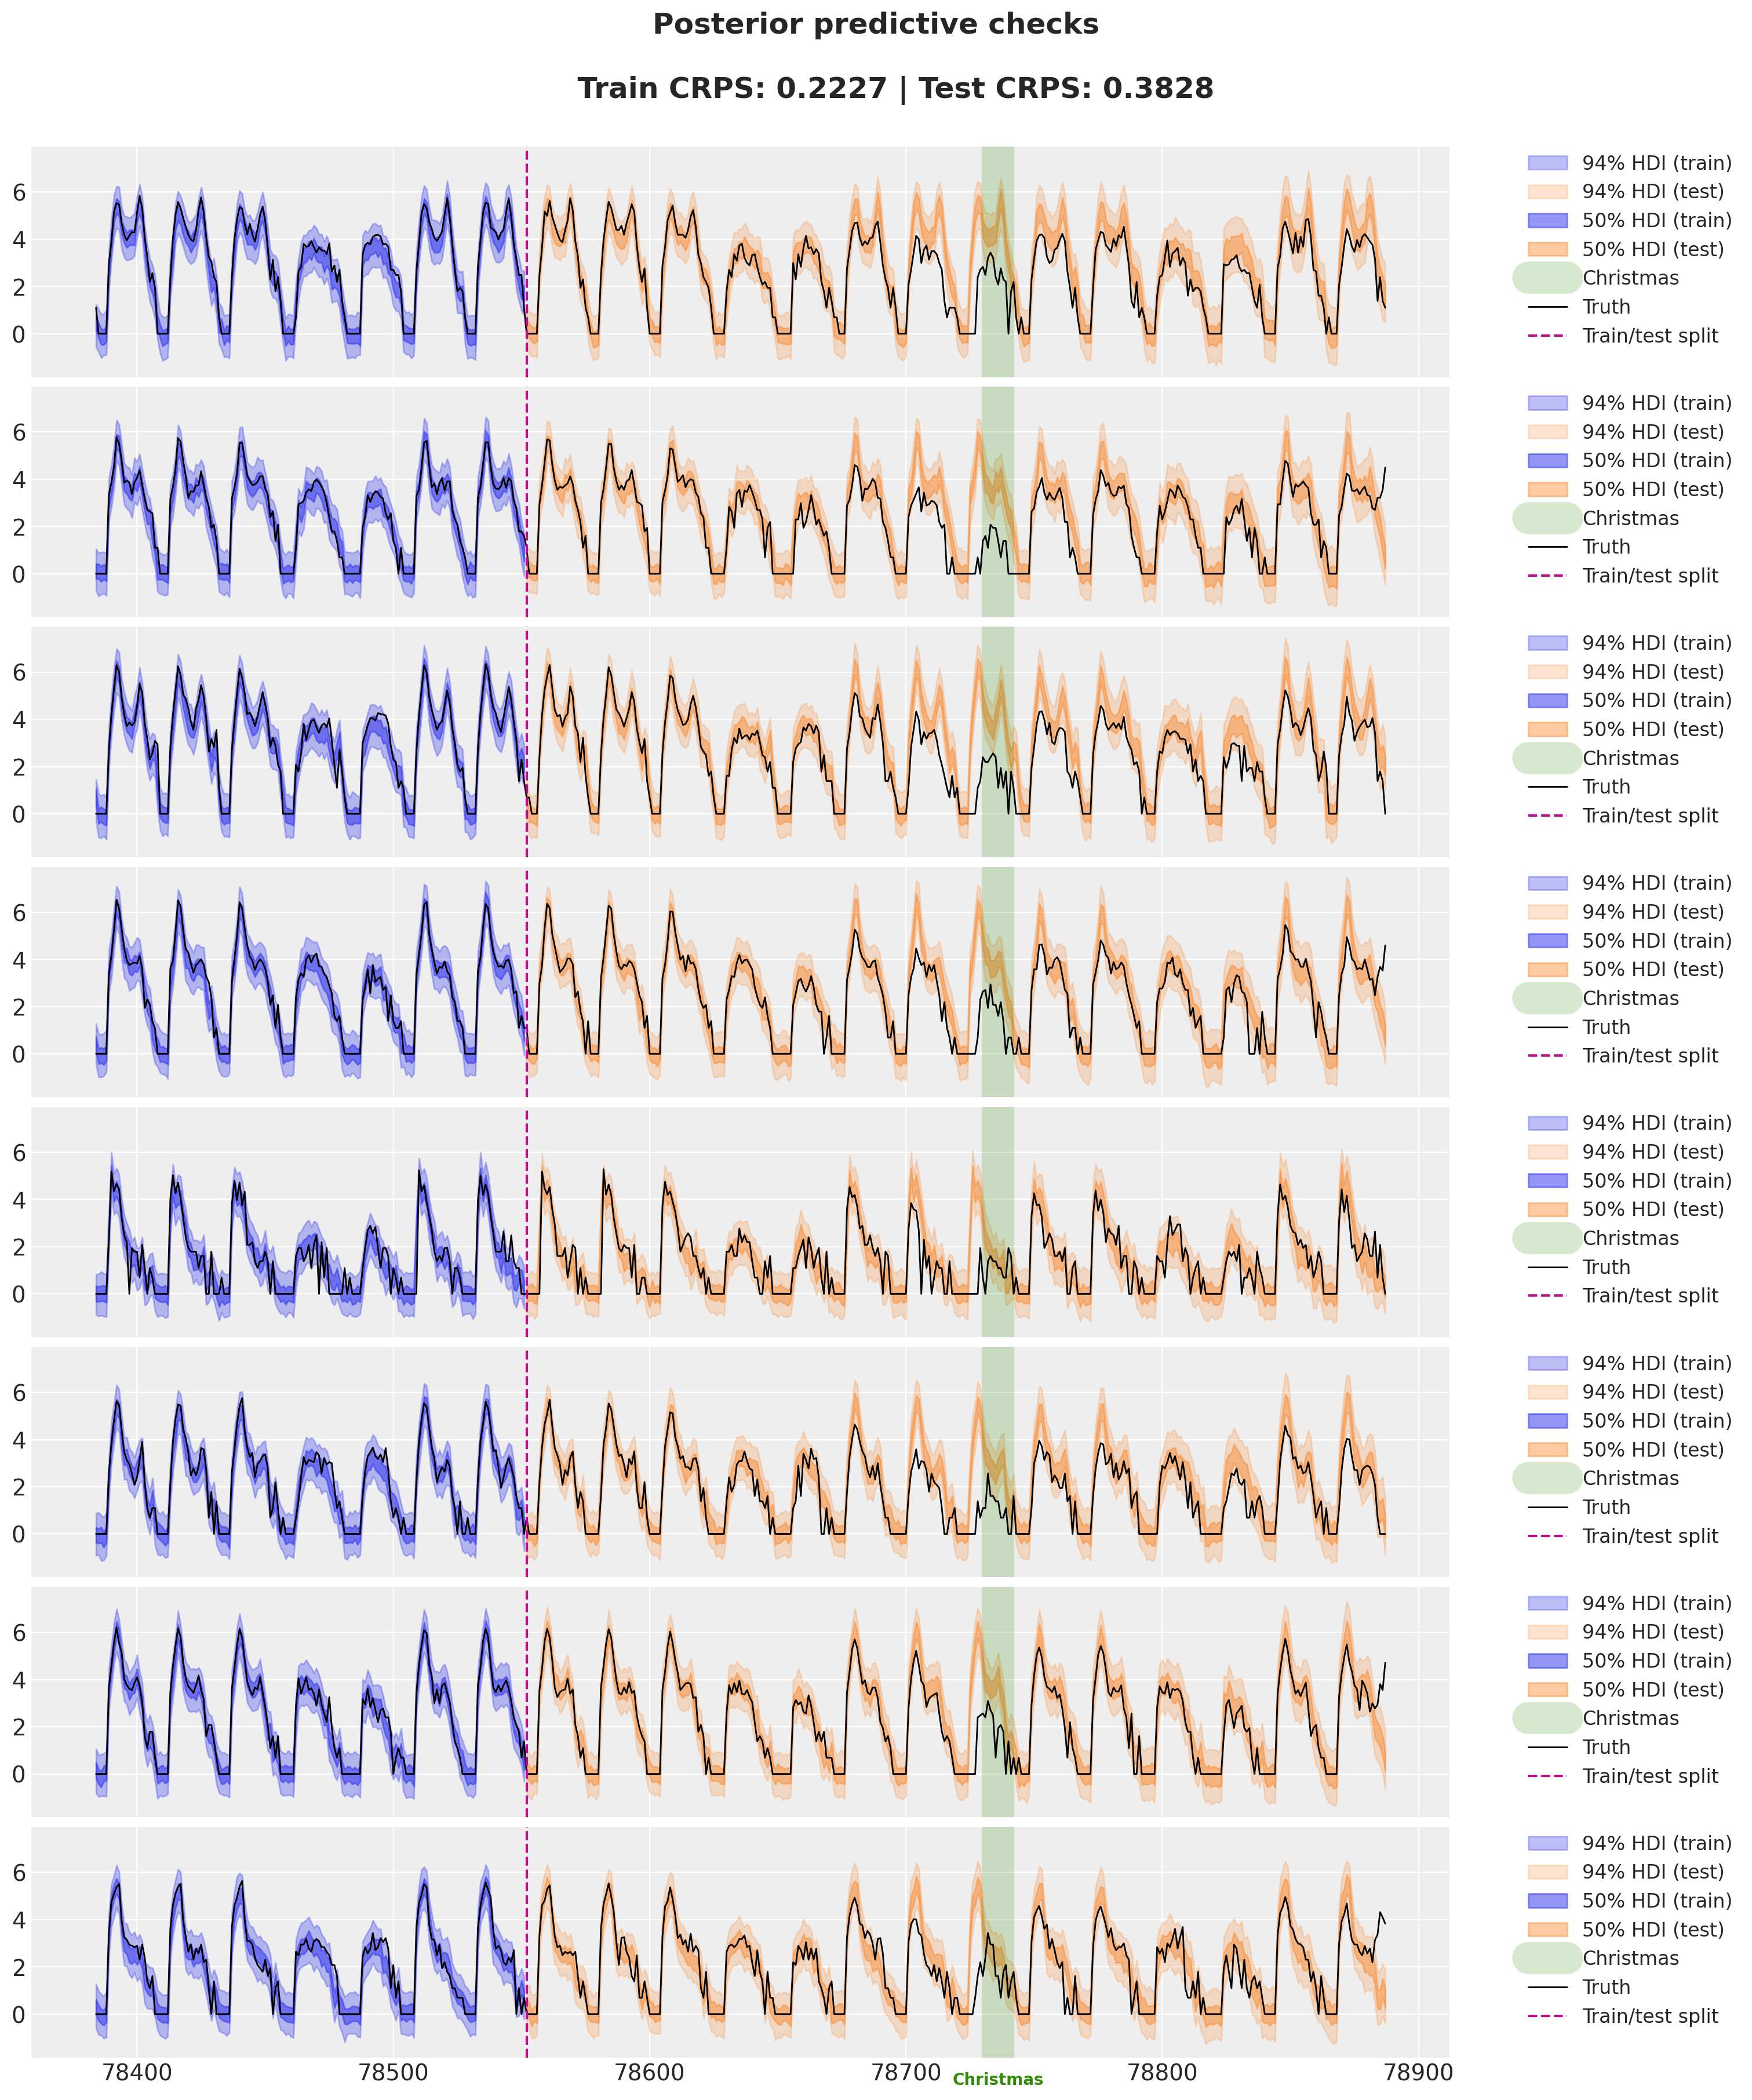 Posterior predictive checks
Train CRPS: 0.2227 | Test CRPS: 0.3828
6
4
2
0
94% HDI (train)
94% HDI (test)
50% HDI (train)
50% HDI (test)
Christmas
Truth
Train/test split
6
4
2
0
94% HDI (train)
94% HDI (test)
50% HDI (train)
50% HDI (test)
Christmas
Truth
Train/test split
6
4
2
0
94% HDI (train)
94% HDI (test)
50% HDI (train)
50% HDI (test)
Christmas
Truth
Train/test split
6
4
2
0
94% HDI (train)
94% HDI (test)
50% HDI (train)
50% HDI (test)
Christmas
Truth
Train/test split
6
4
2
0
94% HDI (train)
94% HDI (test)
50% HDI (train)
50% HDI (test)
Christmas
Truth
Train/test split
6
4
2
0
94% HDI (train)
94% HDI (test)
50% HDI (train)
50% HDI (test)
Christmas
Truth
Train/test split
6
4
2
0
94% HDI (train)
94% HDI (test)
50% HDI (train)
50% HDI (test)
Christmas
Truth
Train/test split
6
4
2
0
94% HDI (train)
94% HDI (test)
50% HDI (train)
50% HDI (test)
Christmas
Truth
Train/test split
78400 78500 78600 78700 78800 78900
Christmas